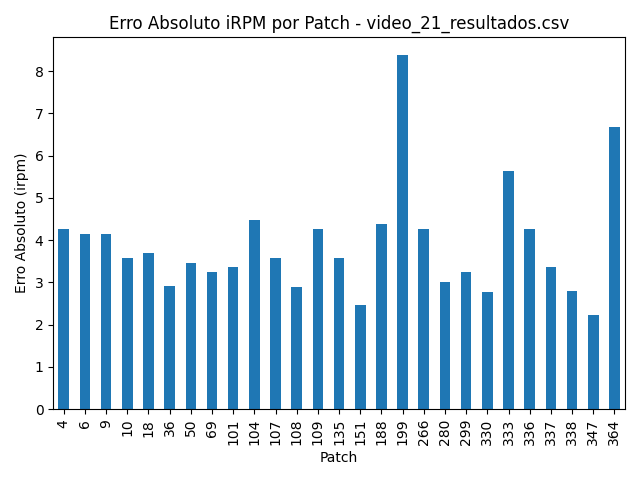 Erro Absoluto iRPM por Patch - video_21_resultados.csv
Erro Absoluto (irpm)
8
7
6
5
4
3
2
1
0
4 6 9 10 18 36 50 69 101 104 107 108 109 135 151 188 199 266 280 299 330 333 336 337 338 347 364
Patch